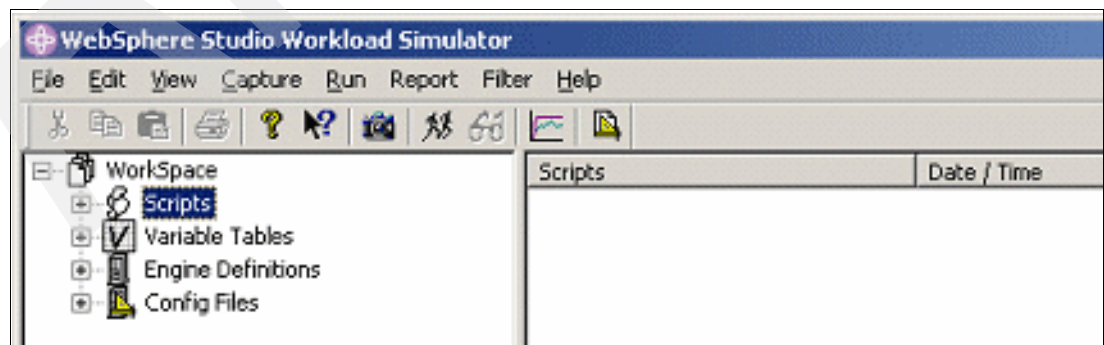 WebSphere Studio Workload Simulator
File Edit View Capture Run Report Filter Help
WorkSpace
Scripts
Variable Tables
Engine Definitions
Config Files
Scripts Date / Time